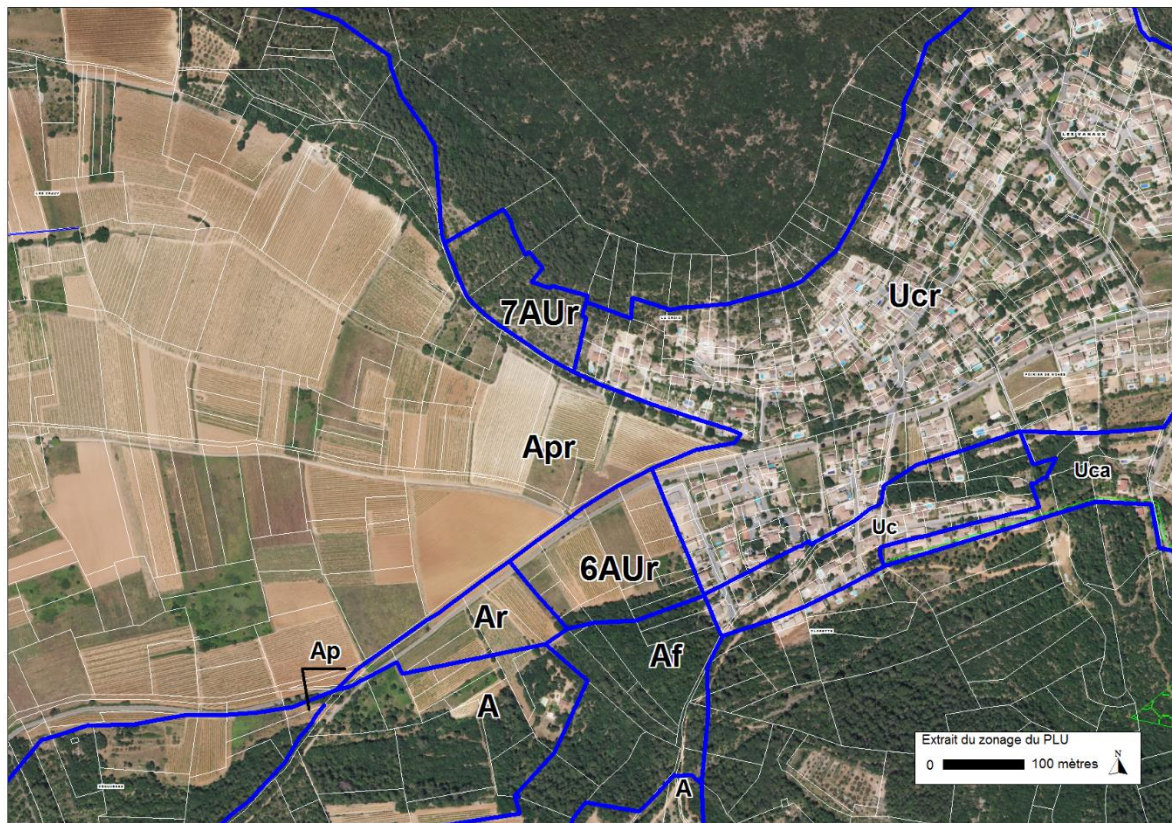 7AUr
Ucr
Apr
Uca
Uc
6AUr
Ar
Af
Ap
A
A
Extrait du zonage du PLU
0 100 mètres
N